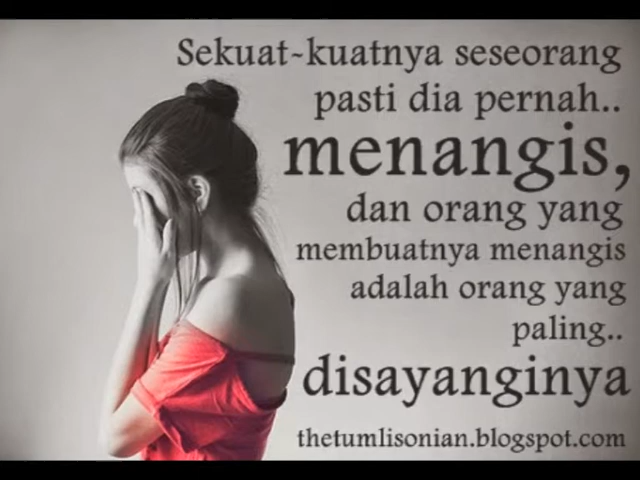 Sekuat-kuatnya seseorang
pasti dia pernah..
menangis,
dan orang yang
membuatnya menangis
adalah orang yang
paling..
disayanginya
thetumlisonian.blogspot.com